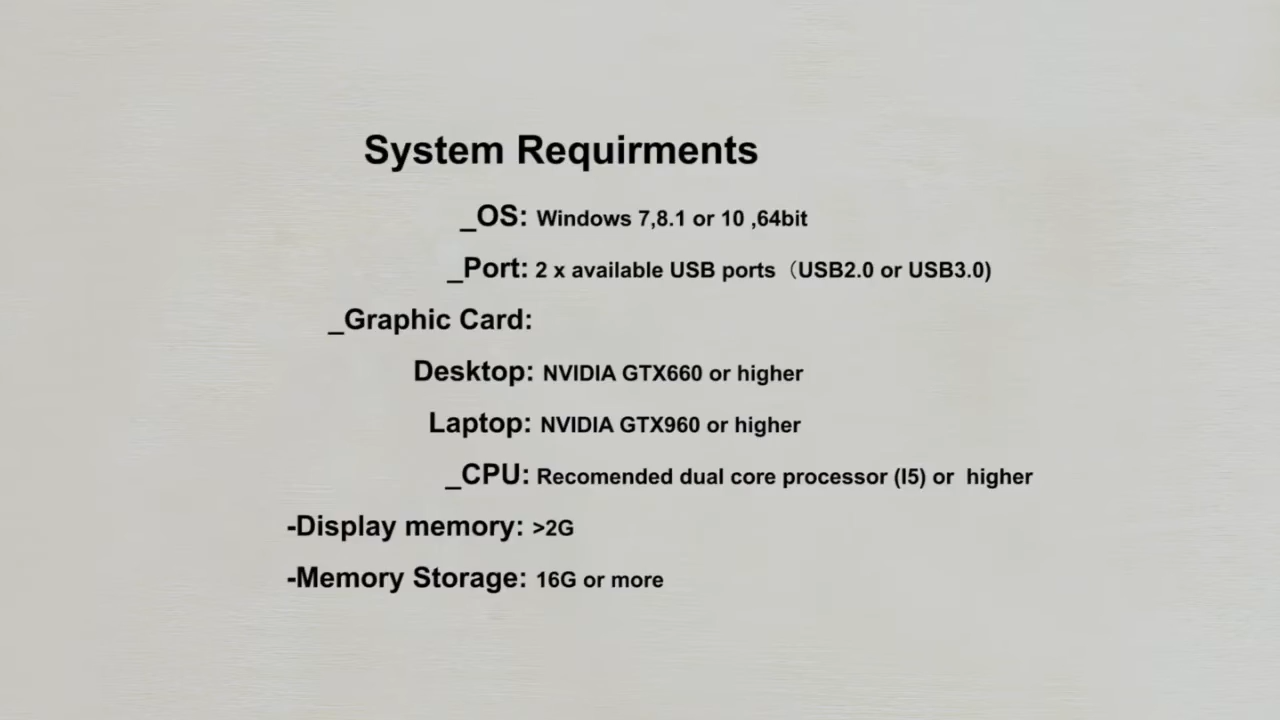 System Requirments
_OS: Windows 7,8.1 or 10 ,64bit
_Port: 2 x available USB ports（USB2.0 or USB3.0)
_Graphic Card:
Desktop: NVIDIA GTX660 or higher
Laptop: NVIDIA GTX960 or higher
_CPU: Recomended dual core processor (I5) or  higher
-Display memory: >2G
-Memory Storage: 16G or more